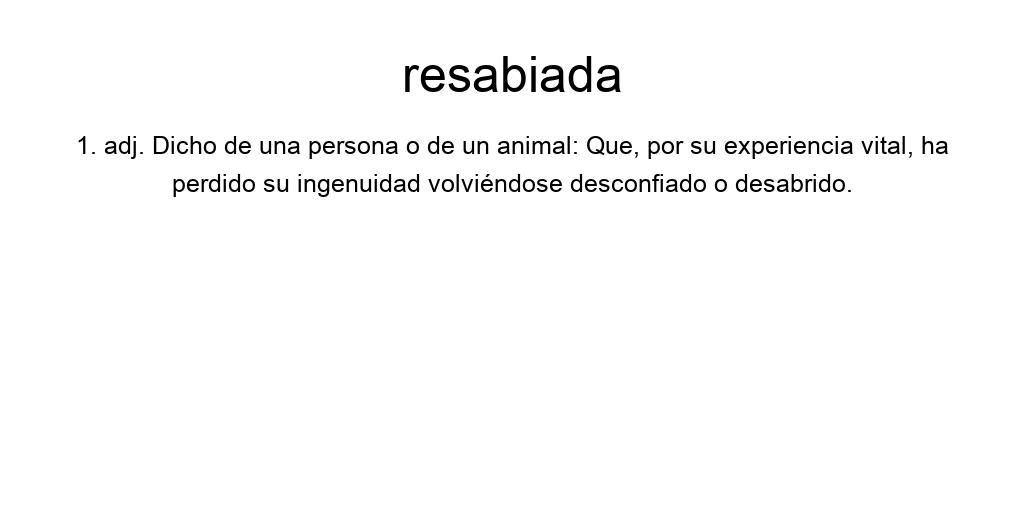 resabiada
1. adj. Dicho de una persona o de un animal: Que, por su experiencia vital, ha
perdido su ingenuidad volviéndose desconfiado o desabrido.